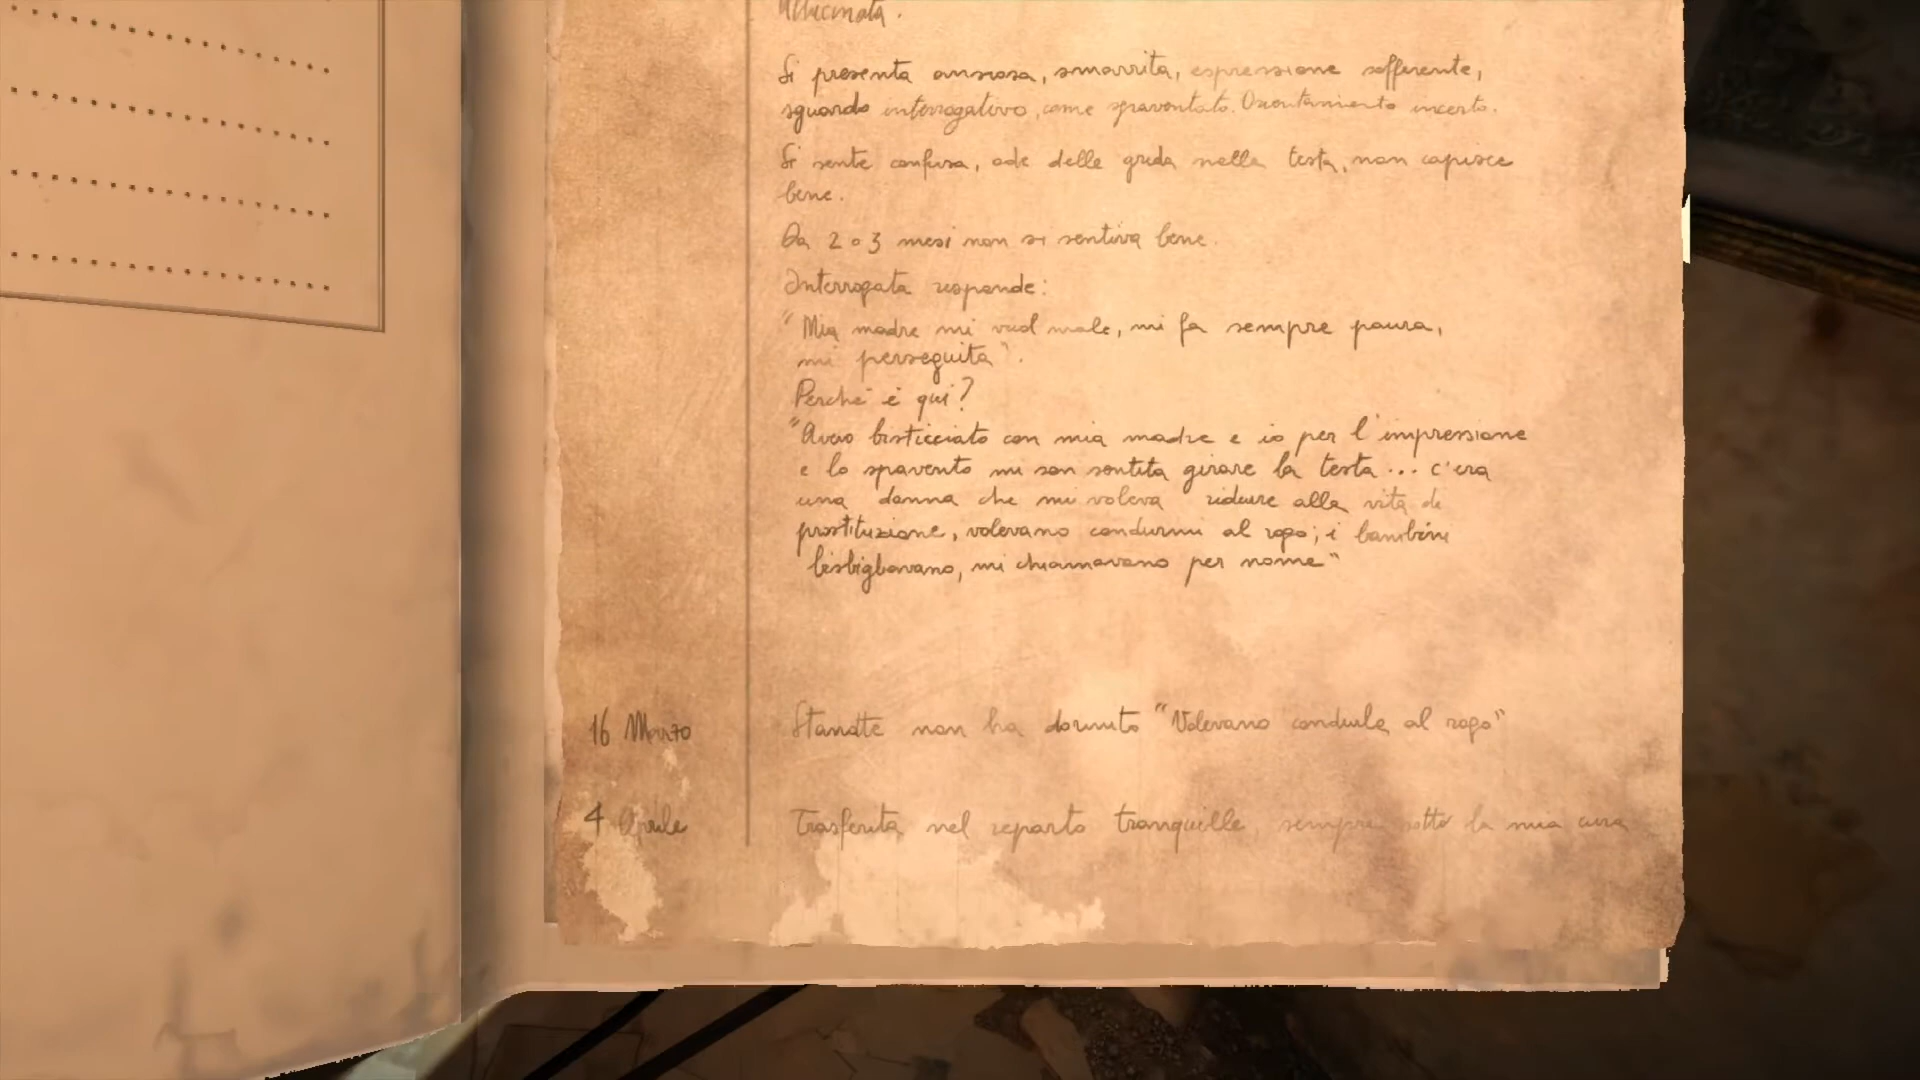 Allucinata.
Si presenta ansiosa, smarrita, espressione sofferente,
sguardo interrogativo, come spaventato. Orientamento incerto.
Si sente confusa, ode delle grida nella testa, non capisce
bene.
Da 2 o 3 mesi non si sentiva bene.
Interrogata risponde:
"Mia madre mi vuol male, mi fa sempre paura,
mi perseguita".
Perché è qui?
"Avevo bisticciato con mia madre e io per l'impressione
e lo spavento mi son sentita girare la testa... c'era
una donna che mi voleva ridurre alla vita di
prostituzione, volevano condurmi al rogo; i bambini
bisbigliavano, mi chiamavano per nome"
16 Marzo Stanotte non ha dormito "Volevano condurla al rogo"
4 Aprile Trasferita nel reparto tranquille, sempre sotto la mia cura